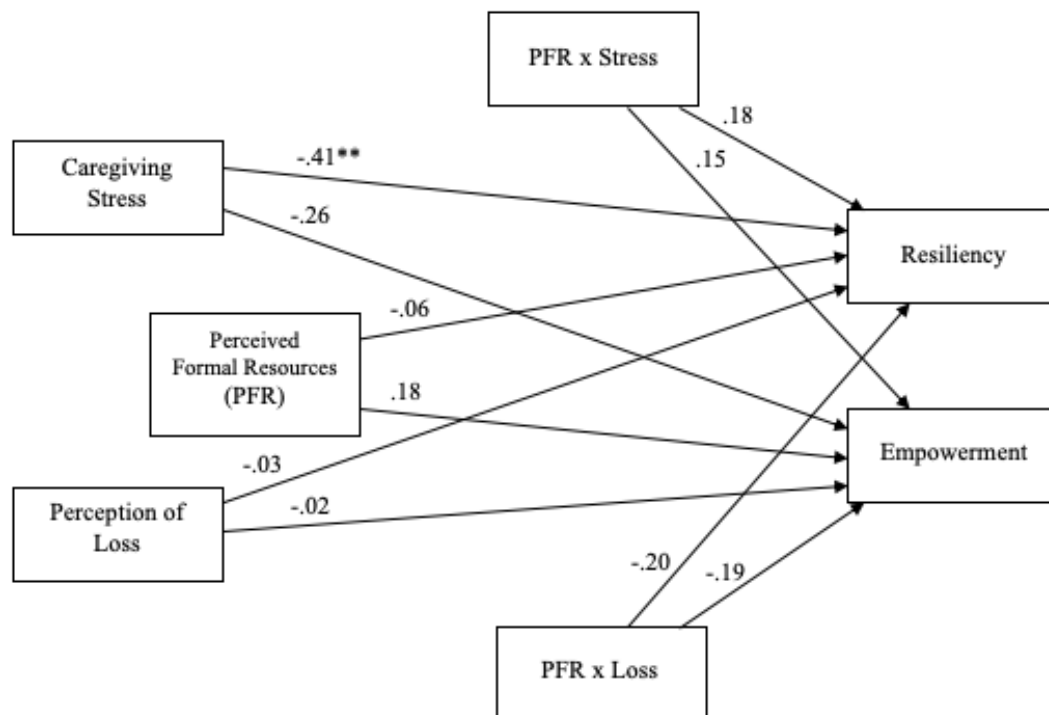 PFR x Stress
.18
.15
Caregiving
Stress
-.41**
-.26
Resiliency
Perceived
Formal Resources
(PFR)
-.06
.18
Empowerment
Perception of
Loss
-.03
-.02
-.20
-.19
PFR x Loss